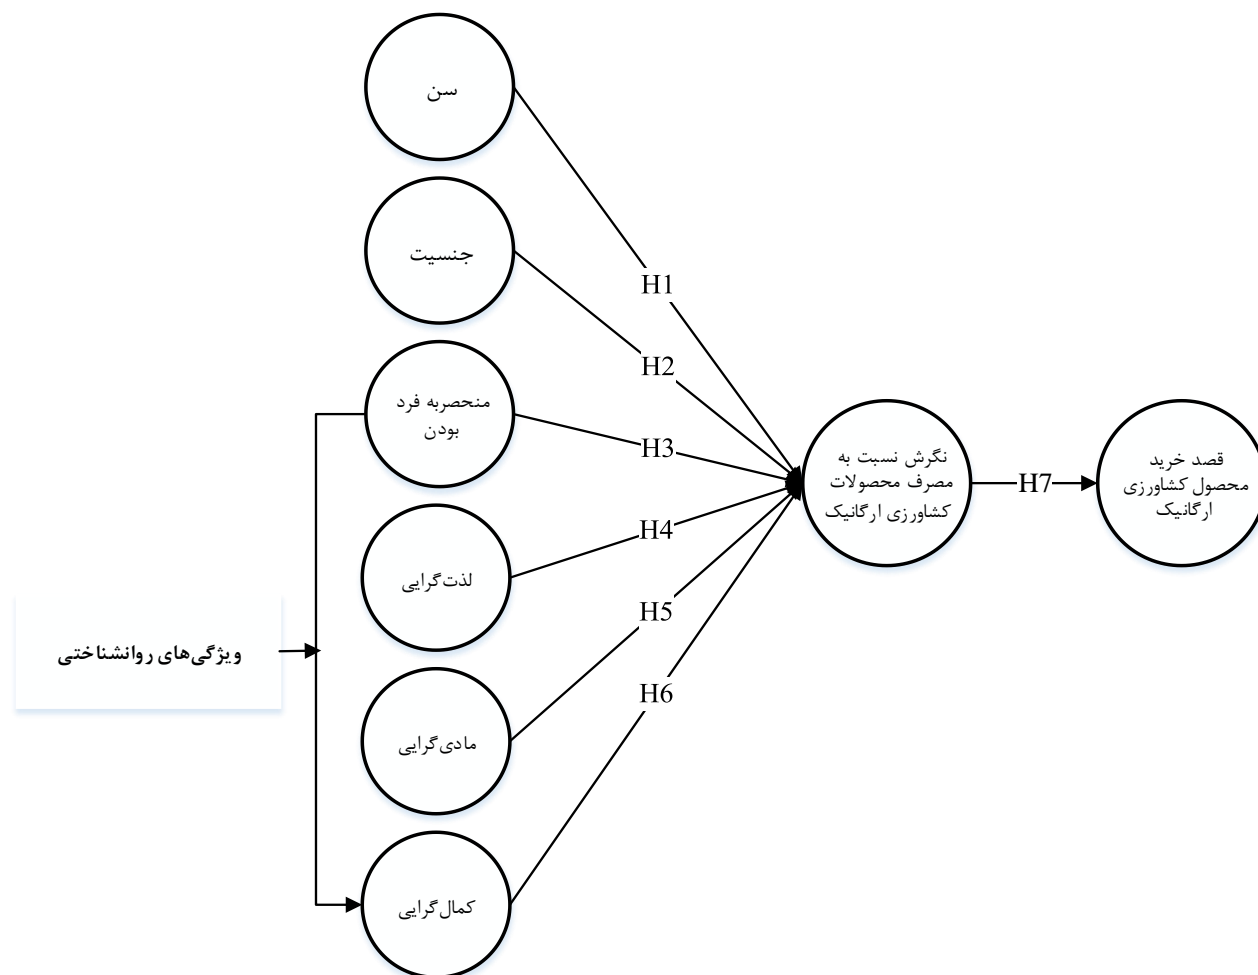 سن
جنسیت
منحصربه فرد
بودن
لذت‌گرایی
مادی‌گرایی
کمال‌گرایی
ویژگی‌های روانشناختی
H1
H2
H3
H4
H5
H6
نگرش نسبت به
مصرف محصولات
کشاورزی ارگانیک
H7
قصد خرید
محصول کشاورزی
ارگانیک